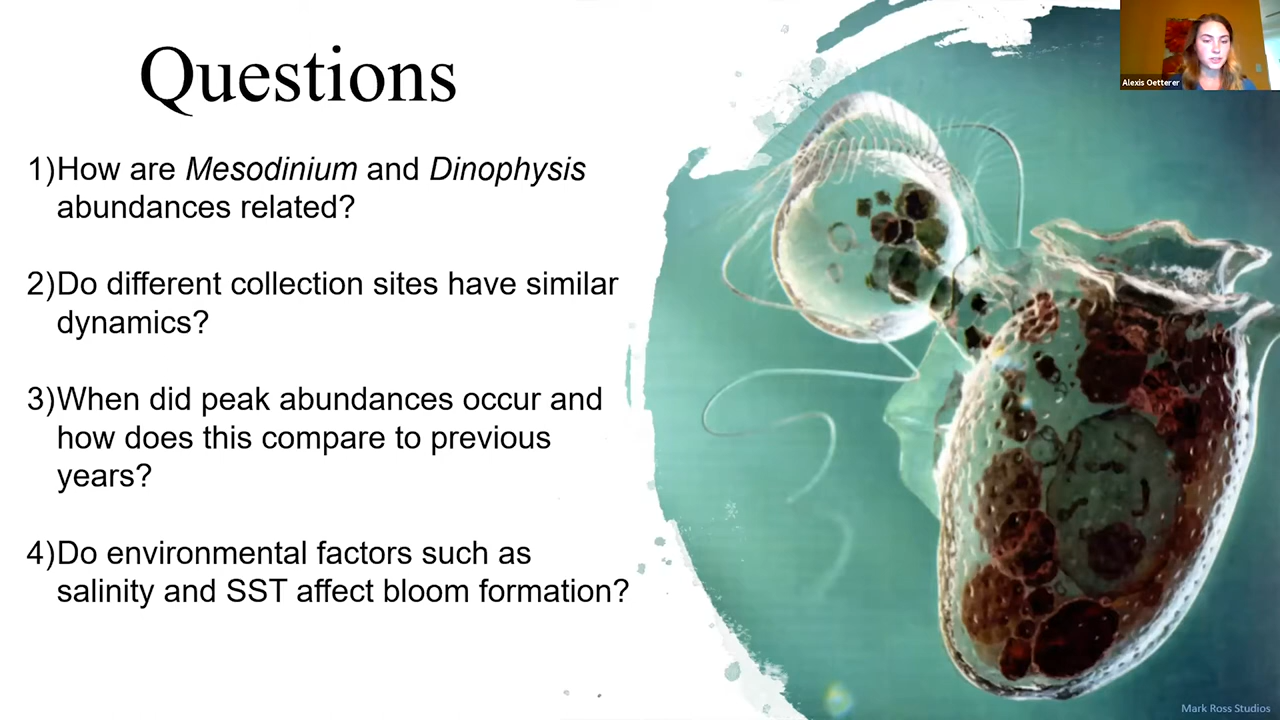 Questions
Alexis Oetterer
1)How are Mesodinium and Dinophysis
abundances related?
2)Do different collection sites have similar
dynamics?
3)When did peak abundances occur and
how does this compare to previous
years?
4)Do environmental factors such as
salinity and SST affect bloom formation?
Mark Ross Studios